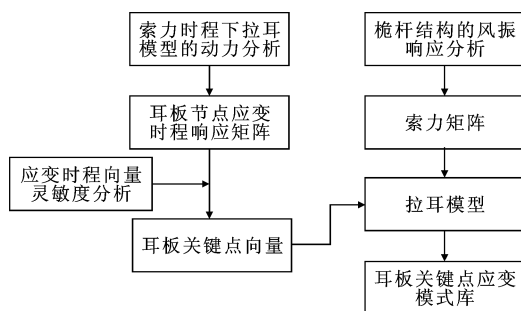 索力时程下拉耳
模型的动力分析
耳板节点应变
时程响应矩阵
应变时程向量
灵敏度分析
耳板关键点向量
桅杆结构的风振
响应分析
索力矩阵
拉耳模型
耳板关键点应变
模式库